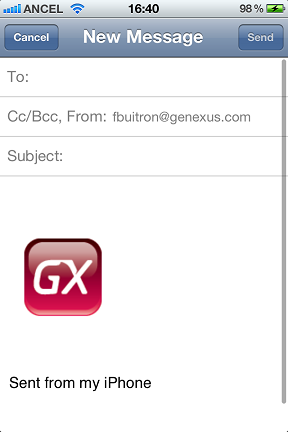 ANCEL 16:40 98 %
Cancel New Message Send
To:
Cc/Bcc, From: fbuitron@genexus.com
Subject:
GX
Sent from my iPhone